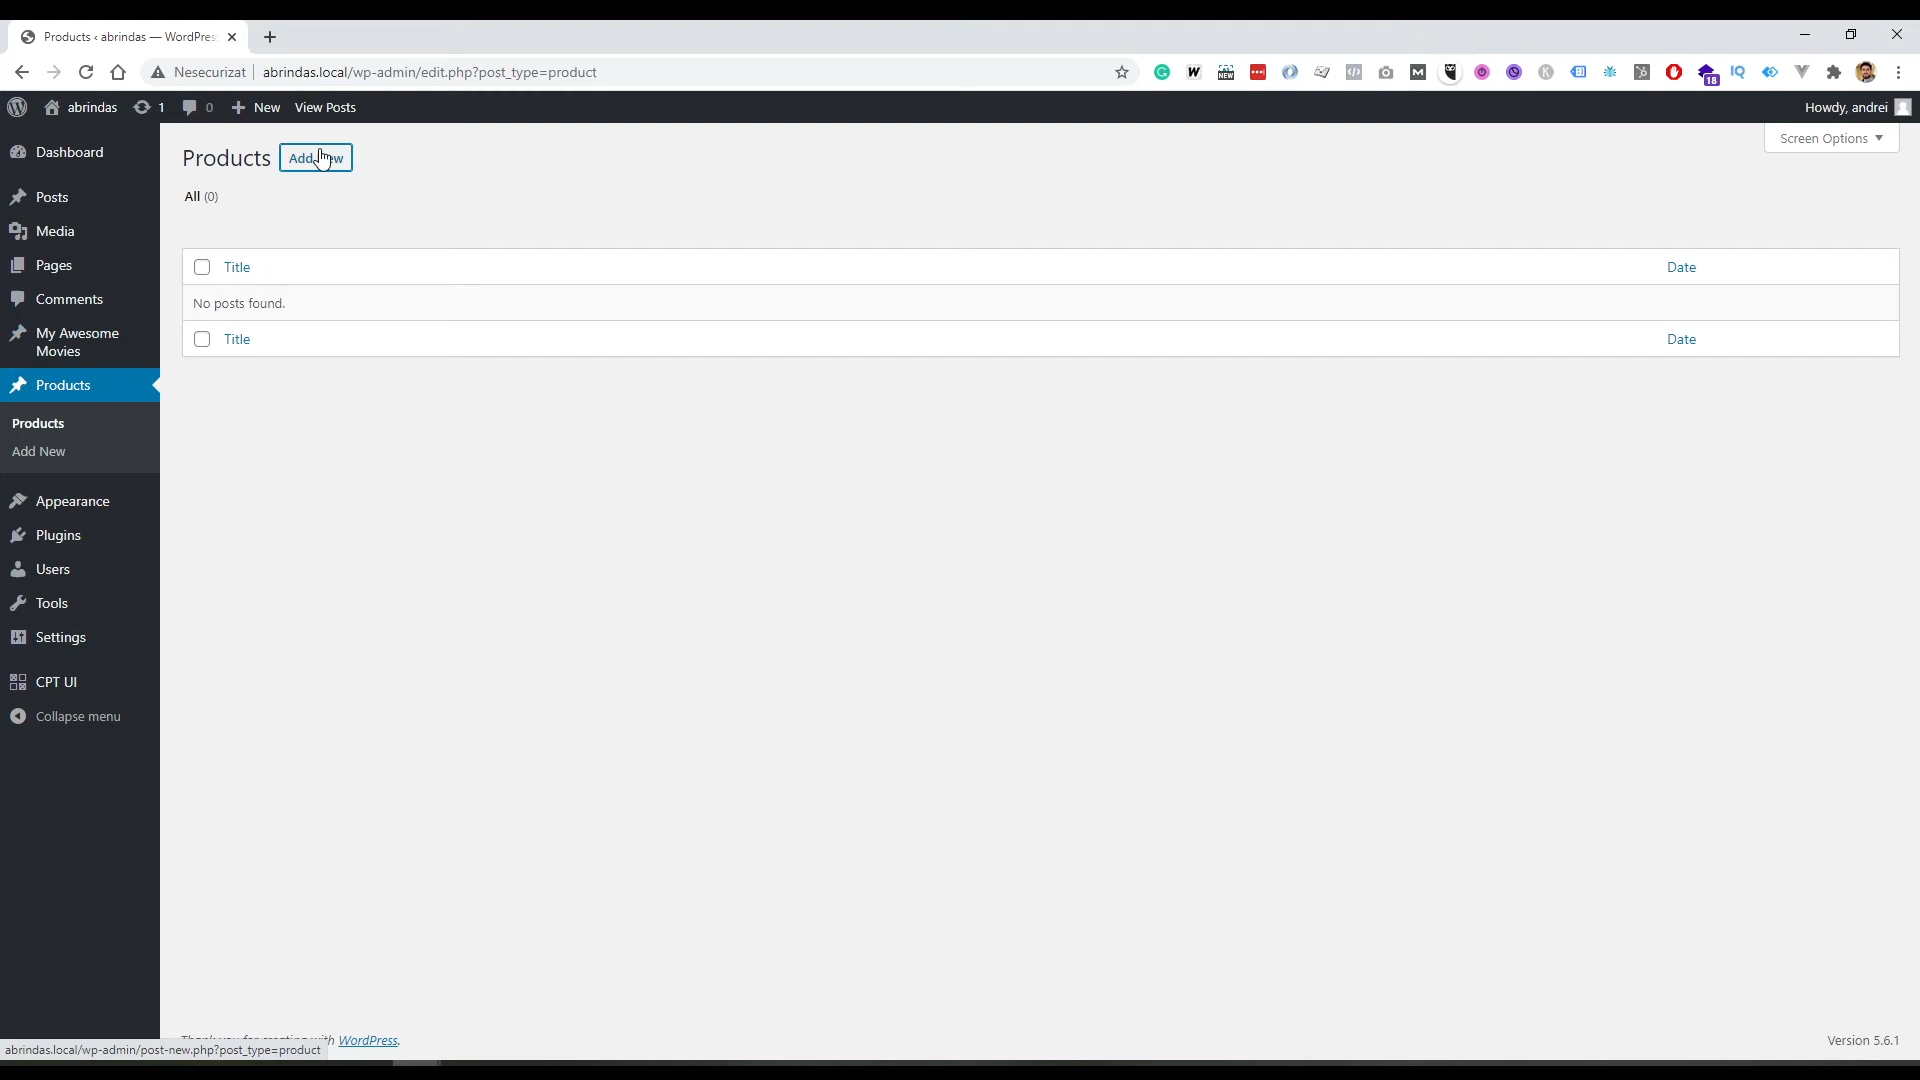 Products ‹ abrindas — WordPres
Nesecurizat
abrindas.local/wp-admin/edit.php?post_type=product
18
abrindas
1
0
New
View Posts
Howdy, andrei
Screen Options
Dashboard
Posts
Media
Pages
Comments
My Awesome
Movies
Products
Products
Add New
Appearance
Plugins
Users
Tools
Settings
CPT UI
Collapse menu
Products
All (0)
Title
Date
No posts found.
Title
Date
WordPress.
Version 5.6.1
abrindas.local/wp-admin/post-new.php?post_type=product